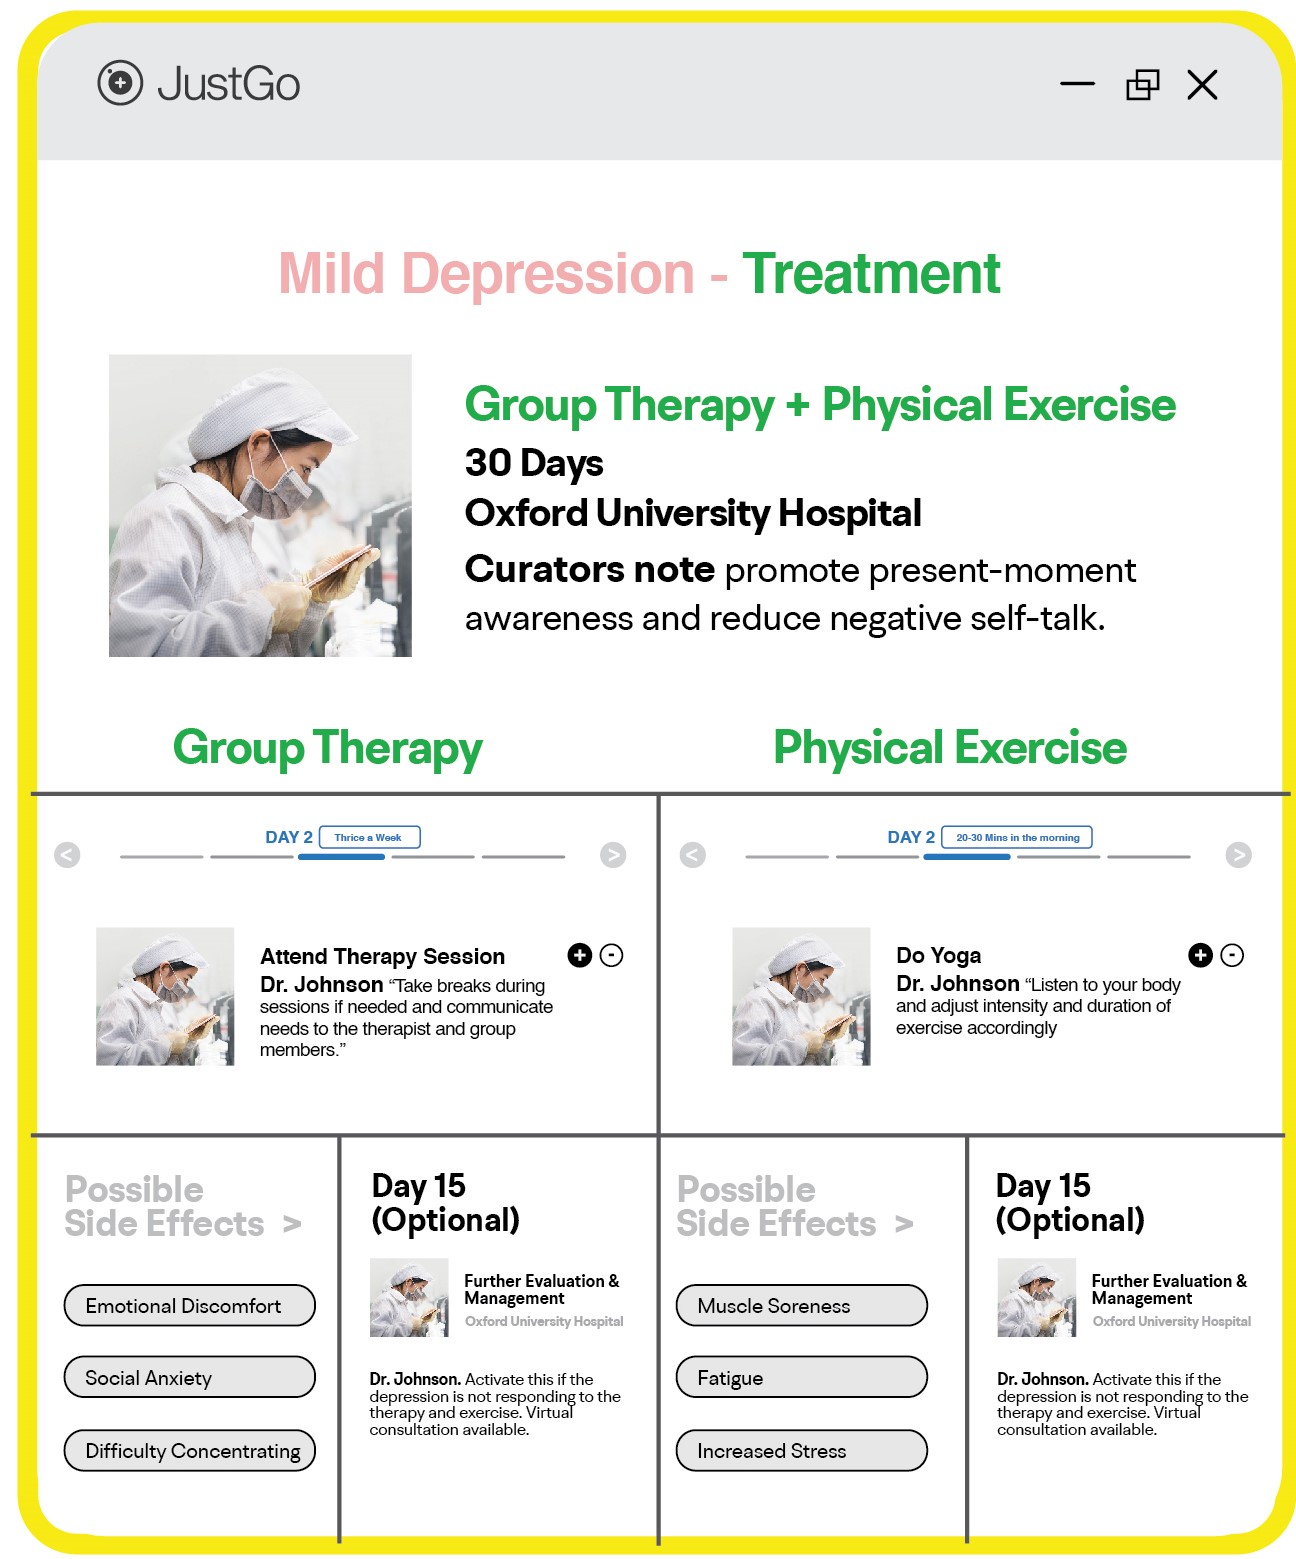 JustGo
Mild Depression - Treatment
Group Therapy + Physical Exercise
30 Days
Oxford University Hospital
Curators note promote present-moment
awareness and reduce negative self-talk.
Group Therapy
DAY 2 Thrice a Week
< >
Attend Therapy Session + -
Dr. Johnson “Take breaks during
sessions if needed and communicate
needs to the therapist and group
members.”
Physical Exercise
DAY 2 20-30 Mins in the morning
< >
Do Yoga + -
Dr. Johnson “Listen to your body
and adjust intensity and duration of
exercise accordingly
Possible
Side Effects >
Emotional Discomfort
Social Anxiety
Difficulty Concentrating
Day 15
(Optional)
Further Evaluation &
Management
Oxford University Hospital
Dr. Johnson. Activate this if the
depression is not responding to the
therapy and exercise. Virtual
consultation available.
Possible
Side Effects >
Muscle Soreness
Fatigue
Increased Stress
Day 15
(Optional)
Further Evaluation &
Management
Oxford University Hospital
Dr. Johnson. Activate this if the
depression is not responding to the
therapy and exercise. Virtual
consultation available.